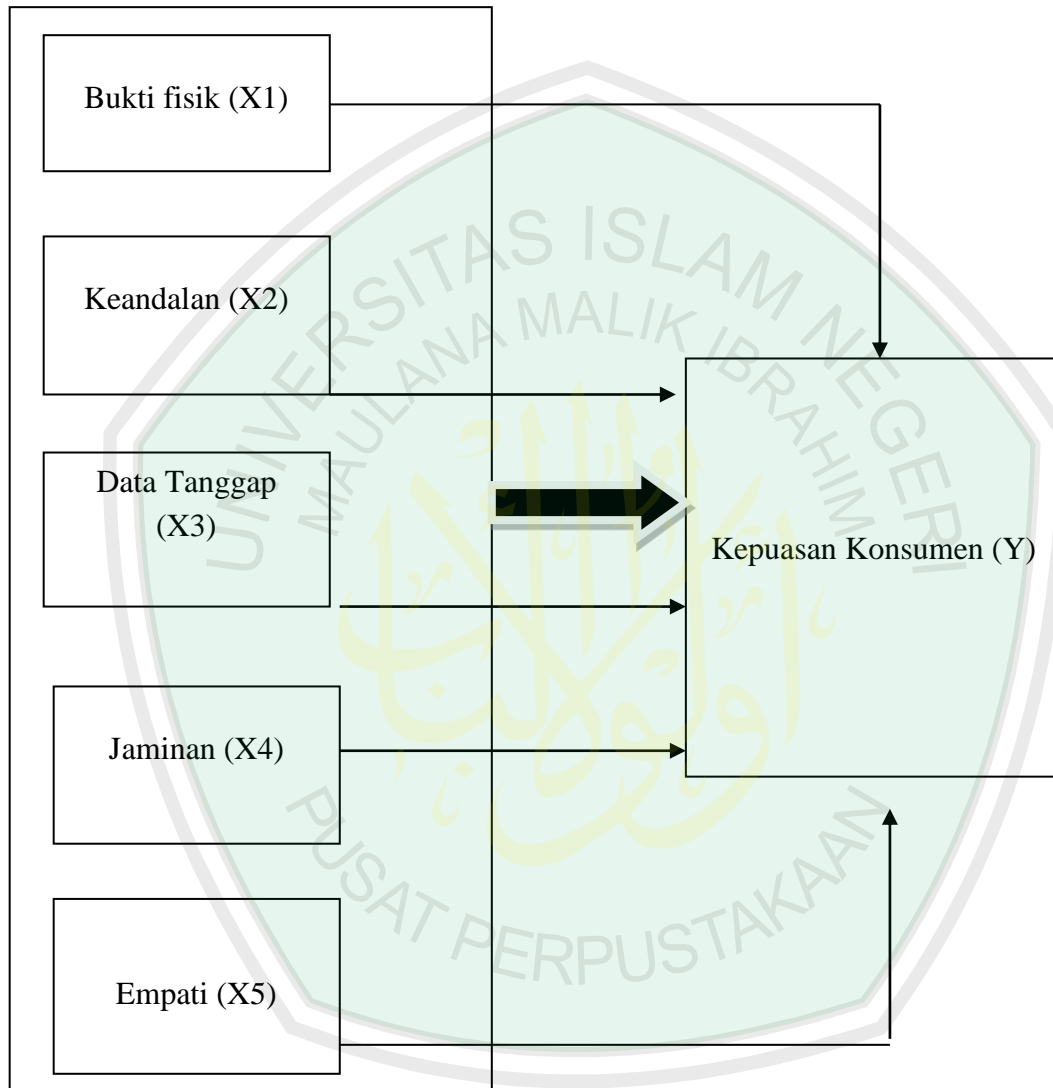 Bukti fisik (X1)
Keandalan (X2)
Data Tanggap
(X3)
Kepuasan Konsumen (Y)
Jaminan (X4)
Empati (X5)
UNIVERSITAS ISLAM NEGERI
MAULANA MALIK IBRAHIM
PUSAT PERPUSTAKAAN